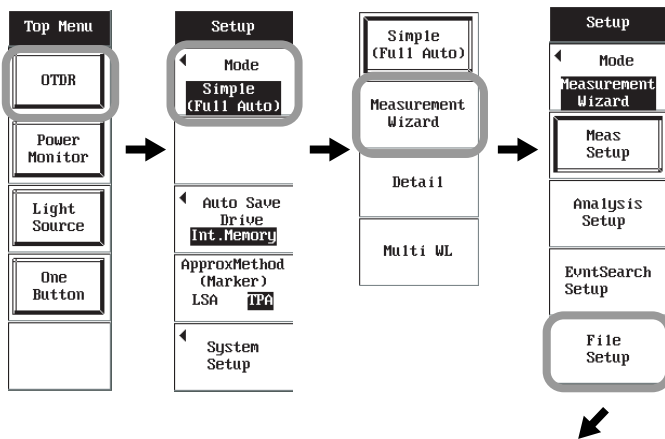 Top Menu
OTDR
Power
Monitor
Light
Source
One
Button
Setup
Mode
Simple
(Full Auto)
Auto Save
Drive
Int.Memory
ApproxMethod
(Marker)
LSA TPA
System
Setup
Simple
(Full Auto)
Measurement
Wizard
Detail
Multi WL
Setup
Mode
Measurement
Wizard
Meas
Setup
Analysis
Setup
EvntSearch
Setup
File
Setup